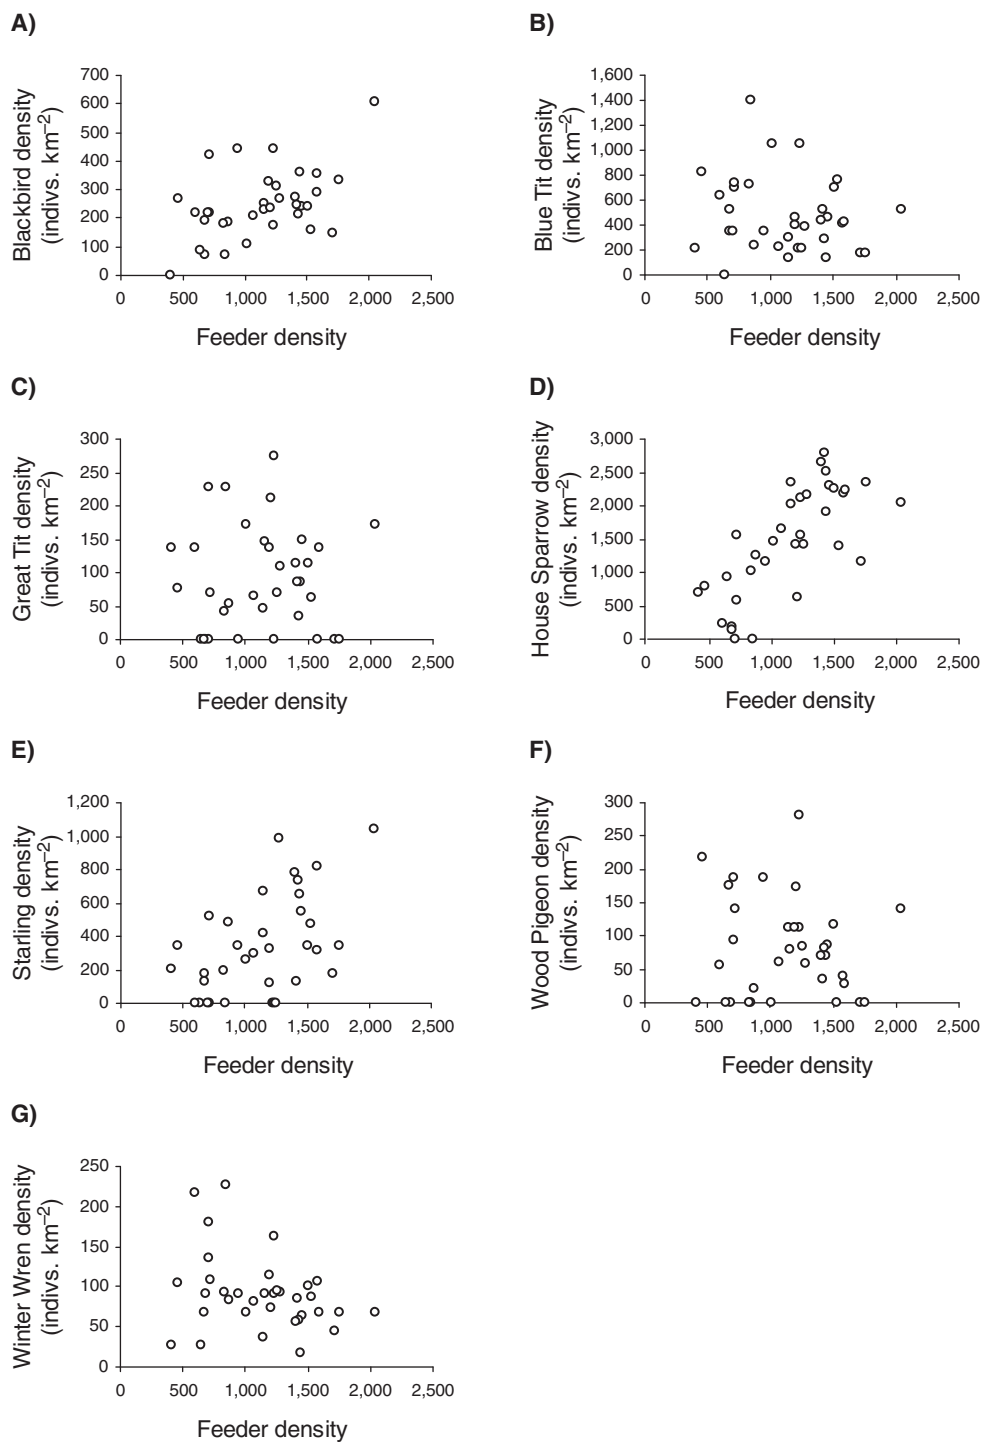 A)
Blackbird density
(indivs. km–2)
700
600
500
400
300
200
100
0
0 500 1,000 1,500 2,000 2,500
Feeder density
B)
Blue Tit density
(indivs. km–2)
1,600
1,400
1,200
1,000
800
600
400
200
0
0 500 1,000 1,500 2,000 2,500
Feeder density
C)
Great Tit density
(indivs. km–2)
300
250
200
150
100
50
0
0 500 1,000 1,500 2,000 2,500
Feeder density
D)
House Sparrow density
(indivs. km–2)
3,000
2,500
2,000
1,500
1,000
500
0
0 500 1,000 1,500 2,000 2,500
Feeder density
E)
Starling density
(indivs. km–2)
1,200
1,000
800
600
400
200
0
0 500 1,000 1,500 2,000 2,500
Feeder density
F)
Wood Pigeon density
(indivs. km–2)
300
250
200
150
100
50
0
0 500 1,000 1,500 2,000 2,500
Feeder density
G)
Winter Wren density
(indivs. km–2)
250
200
150
100
50
0
0 500 1,000 1,500 2,000 2,500
Feeder density